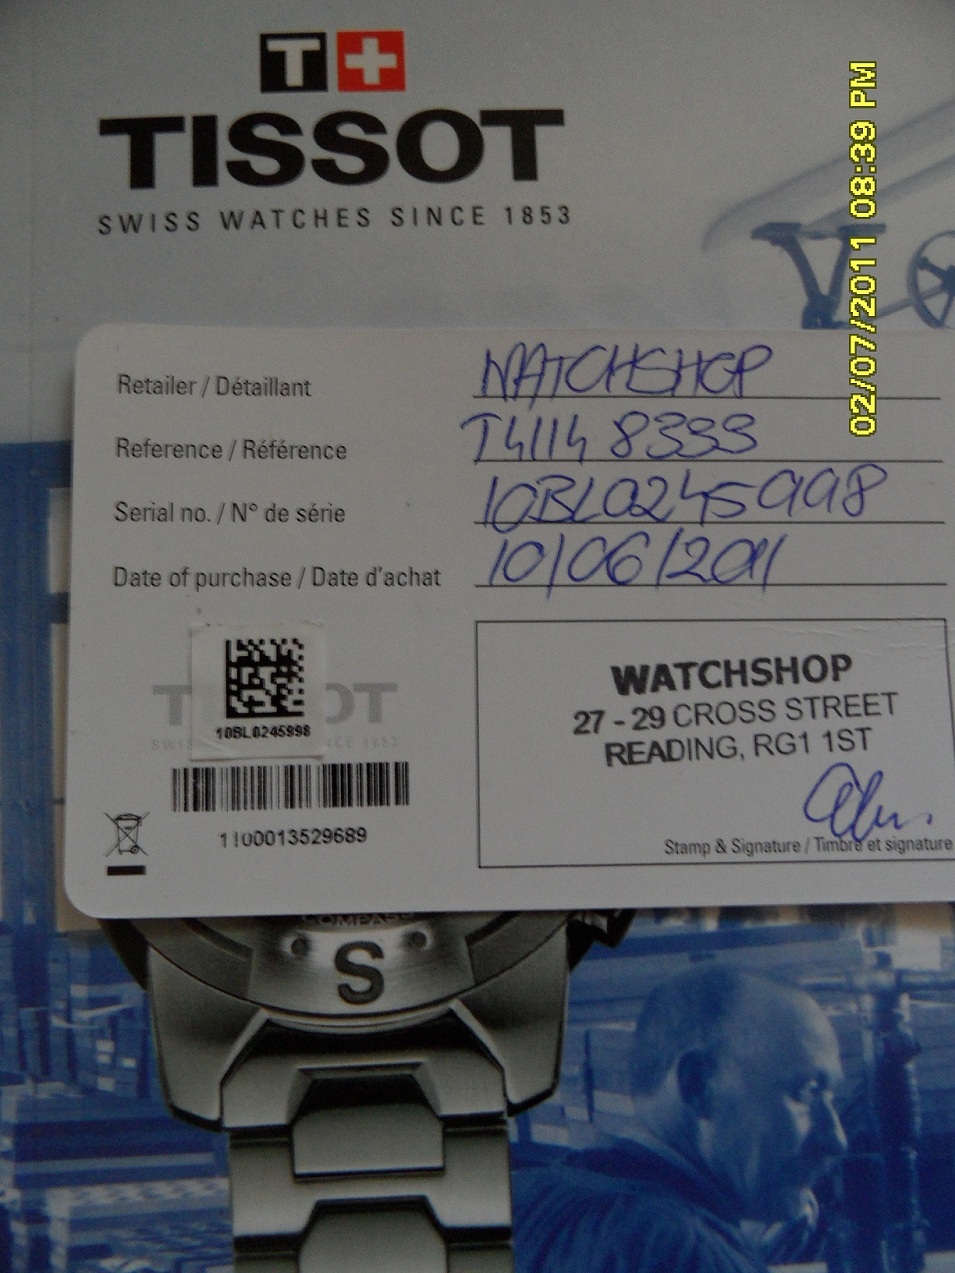 T+
TISSOT
SWISS WATCHES SINCE 1853
02/07/2011 08:39 PM
Retailer / Détaillant WATCHSHOP
Reference / Référence T4114 8333
Serial no. / N° de série 10BL0245998
Date of purchase / Date d'achat 10/06/2011
10BL0245998
1100013529689
WATCHSHOP
27 - 29 CROSS STREET
READING, RG1 1ST
Stamp & Signature / Timbre et signature
COMPASS
S